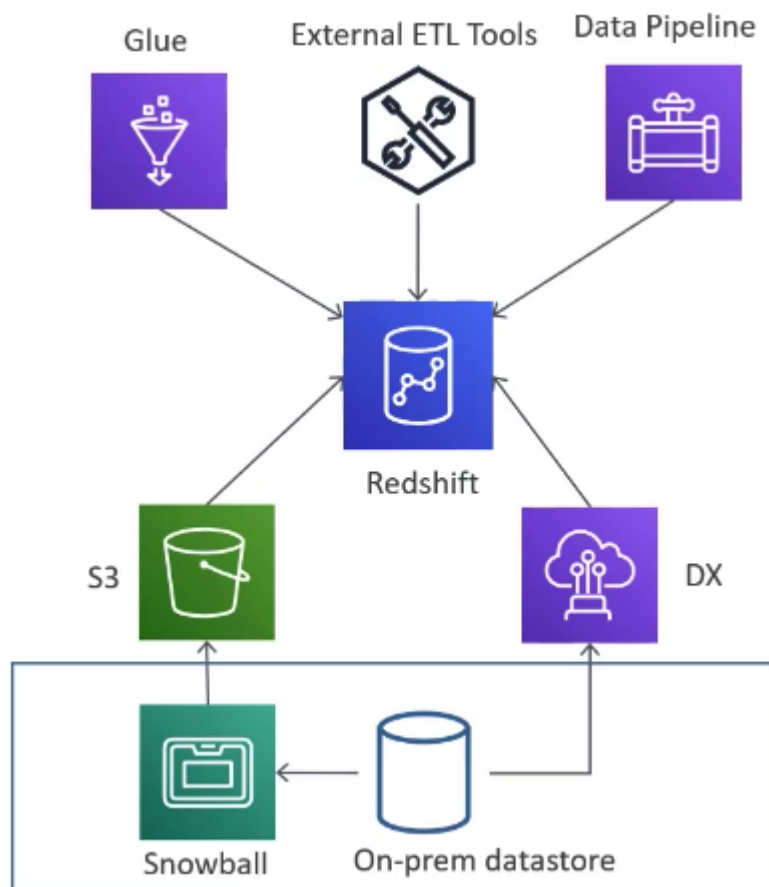 Glue
External ETL Tools
Data Pipeline
Redshift
S3
DX
Snowball
On-prem datastore